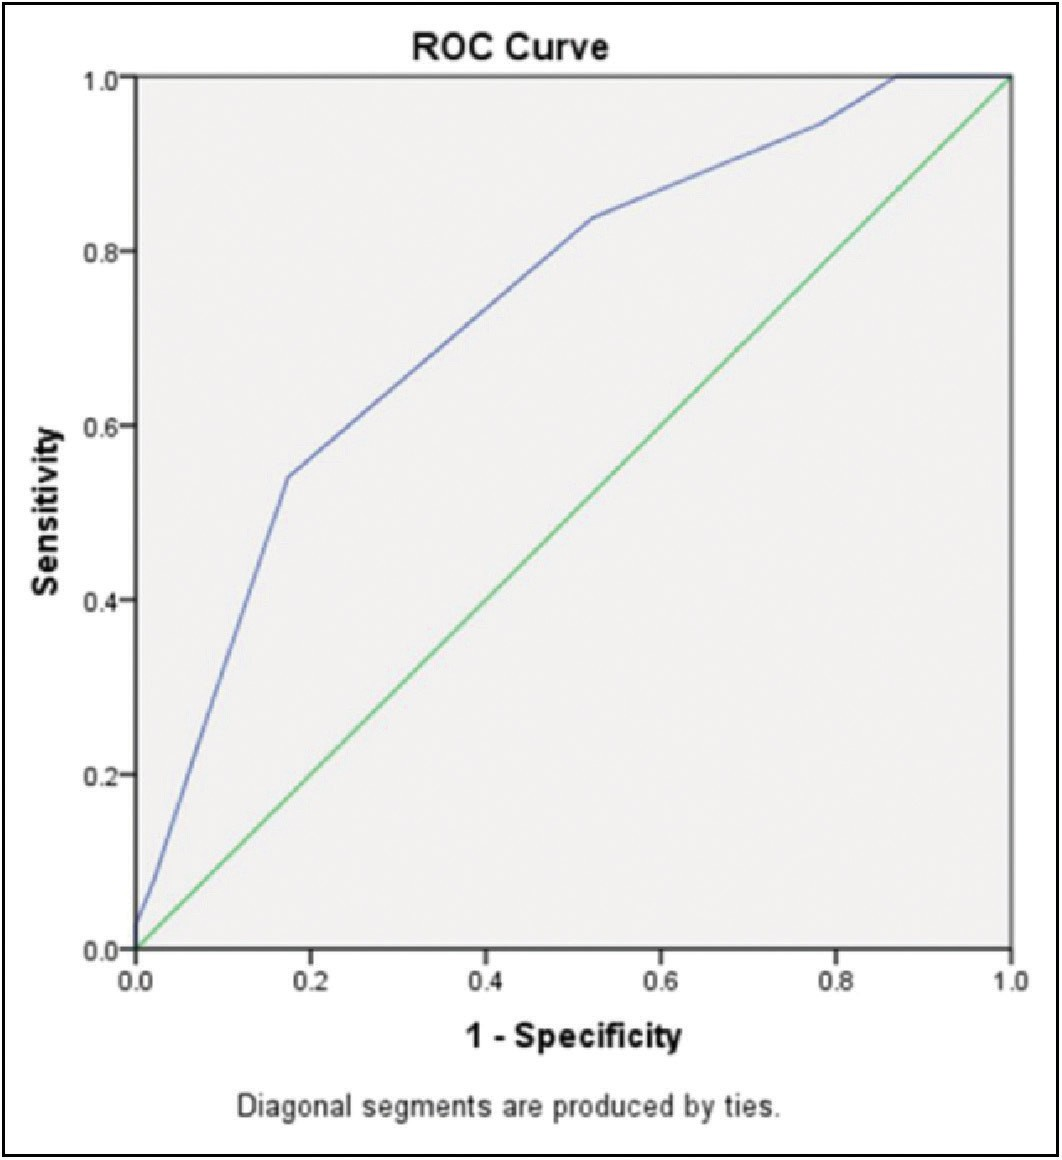 ROC Curve
1.0
0.8
0.6
0.4
0.2
0.0
Sensitivity
0.0 0.2 0.4 0.6 0.8 1.0
1 - Specificity
Diagonal segments are produced by ties.